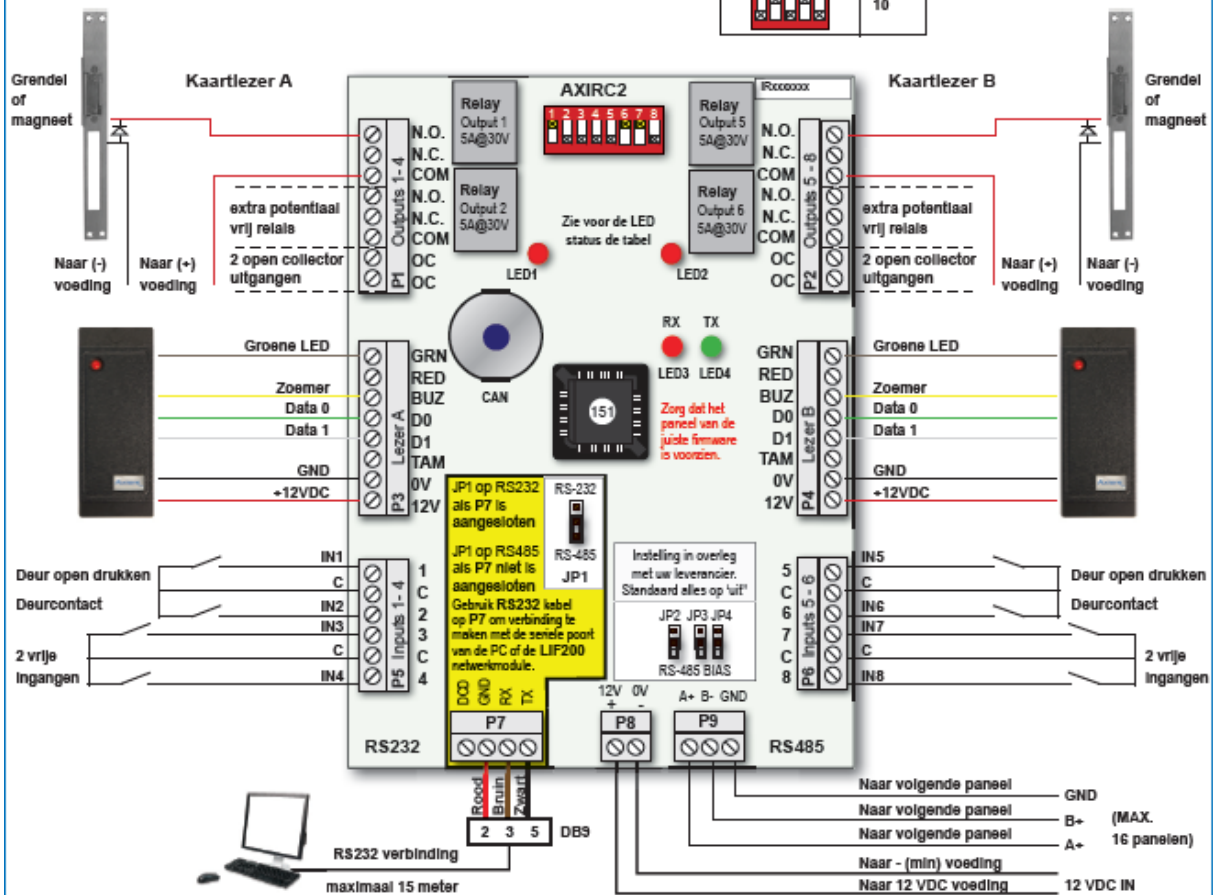 10
Grendel
of
magneet
Kaartlezer A
AXIRC2
IRxxxxxxx
Kaartlezer B
Grendel
of
magneet
Relay
Output 1
5A@30V
1 2 3 4 5 6 7 8
Relay
Output 5
5A@30V
N.O.
N.C.
COM
N.O.
N.C.
COM
OC
OC
Outputs 1- 4
P1
Relay
Output 2
5A@30V
Relay
Output 6
5A@30V
N.O.
N.C.
COM
N.O.
N.C.
COM
OC
OC
Outputs 5 - 8
P2
extra potentiaal
vrij relais
2 open collector
uitgangen
Zie voor de LED
status de tabel
extra potentiaal
vrij relais
2 open collector
uitgangen
Naar (-)
voeding
Naar (+)
voeding
LED1
LED2
Naar (+)
voeding
Naar (-)
voeding
Groene LED
Zoemer
Data 0
Data 1
GND
+12VDC
GRN
RED
BUZ
D0
D1
TAM
0V
12V
Lezer A
P3
CAN
RX
TX
LED3
LED4
151
Zorg dat het
paneel van de
juiste firmware
is voorzien.
GRN
RED
BUZ
D0
D1
TAM
0V
12V
Lezer B
P4
Groene LED
Zoemer
Data 0
Data 1
GND
+12VDC
JP1 op RS232
als P7 is
aangesloten
JP1 op RS485
als P7 niet is
aangesloten
Gebruik RS232 kabel
op P7 om verbinding te
maken met de seriele poort
van de PC of de LIF200
netwerkmodule.
RS-232
RS-485
JP1
Instelling in overleg
met uw leverancier.
Standaard alles op 'uit"
JP2 JP3 JP4
RS-485 BIAS
Deur open drukken
Deurcontact
2 vrije
ingangen
IN1
C
IN2
IN3
C
IN4
1
C
2
3
C
4
Inputs 1- 4
P5
5
C
6
7
C
8
Inputs 5 - 6
P6
IN5
C
IN6
IN7
C
IN8
Deur open drukken
Deurcontact
2 vrije
ingangen
DCD
GND
RX
TX
P7
RS232
12V 0V
+ -
P8
A+ B- GND
P9
RS485
Rood
Bruin
Zwart
2 3 5
DB9
RS232 verbinding
maximaal 15 meter
Naar volgende paneel
GND
Naar volgende paneel
B+
Naar volgende paneel
A+
(MAX.
16 panelen)
Naar - (min) voeding
Naar 12 VDC voeding
12 VDC IN